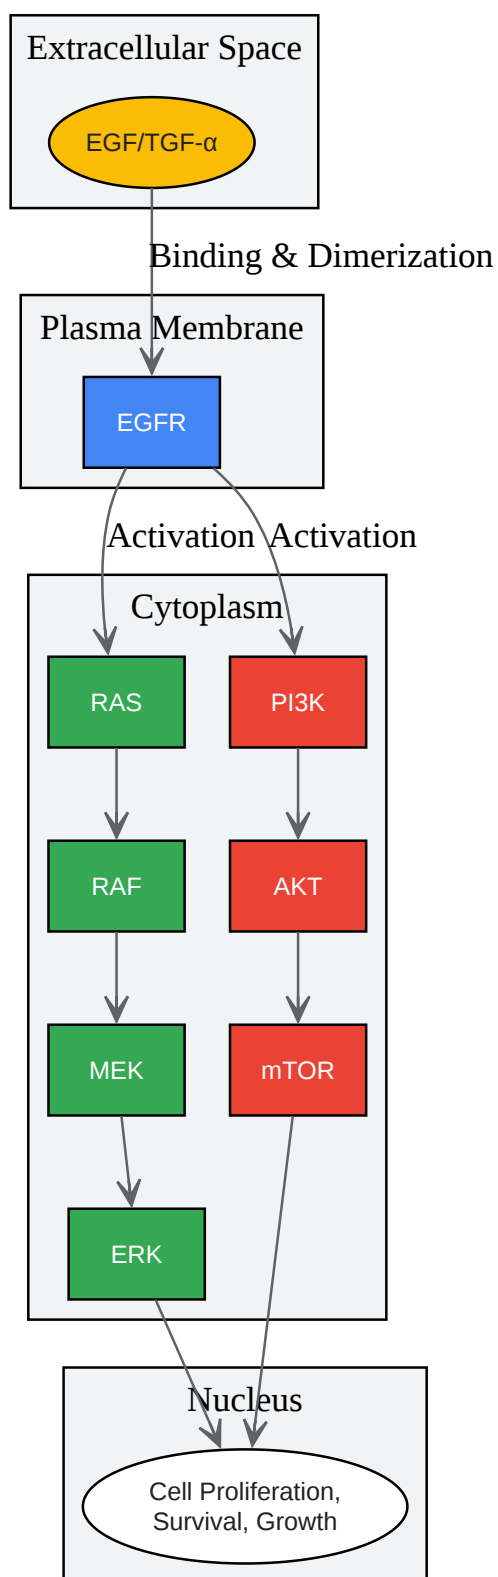 Extracellular Space
EGF/TGF-α
Binding & Dimerization
Plasma Membrane
EGFR
Activation Activation
Cytoplasm
RAS PI3K
RAF AKT
MEK mTOR
ERK
Nucleus
Cell Proliferation,
Survival, Growth